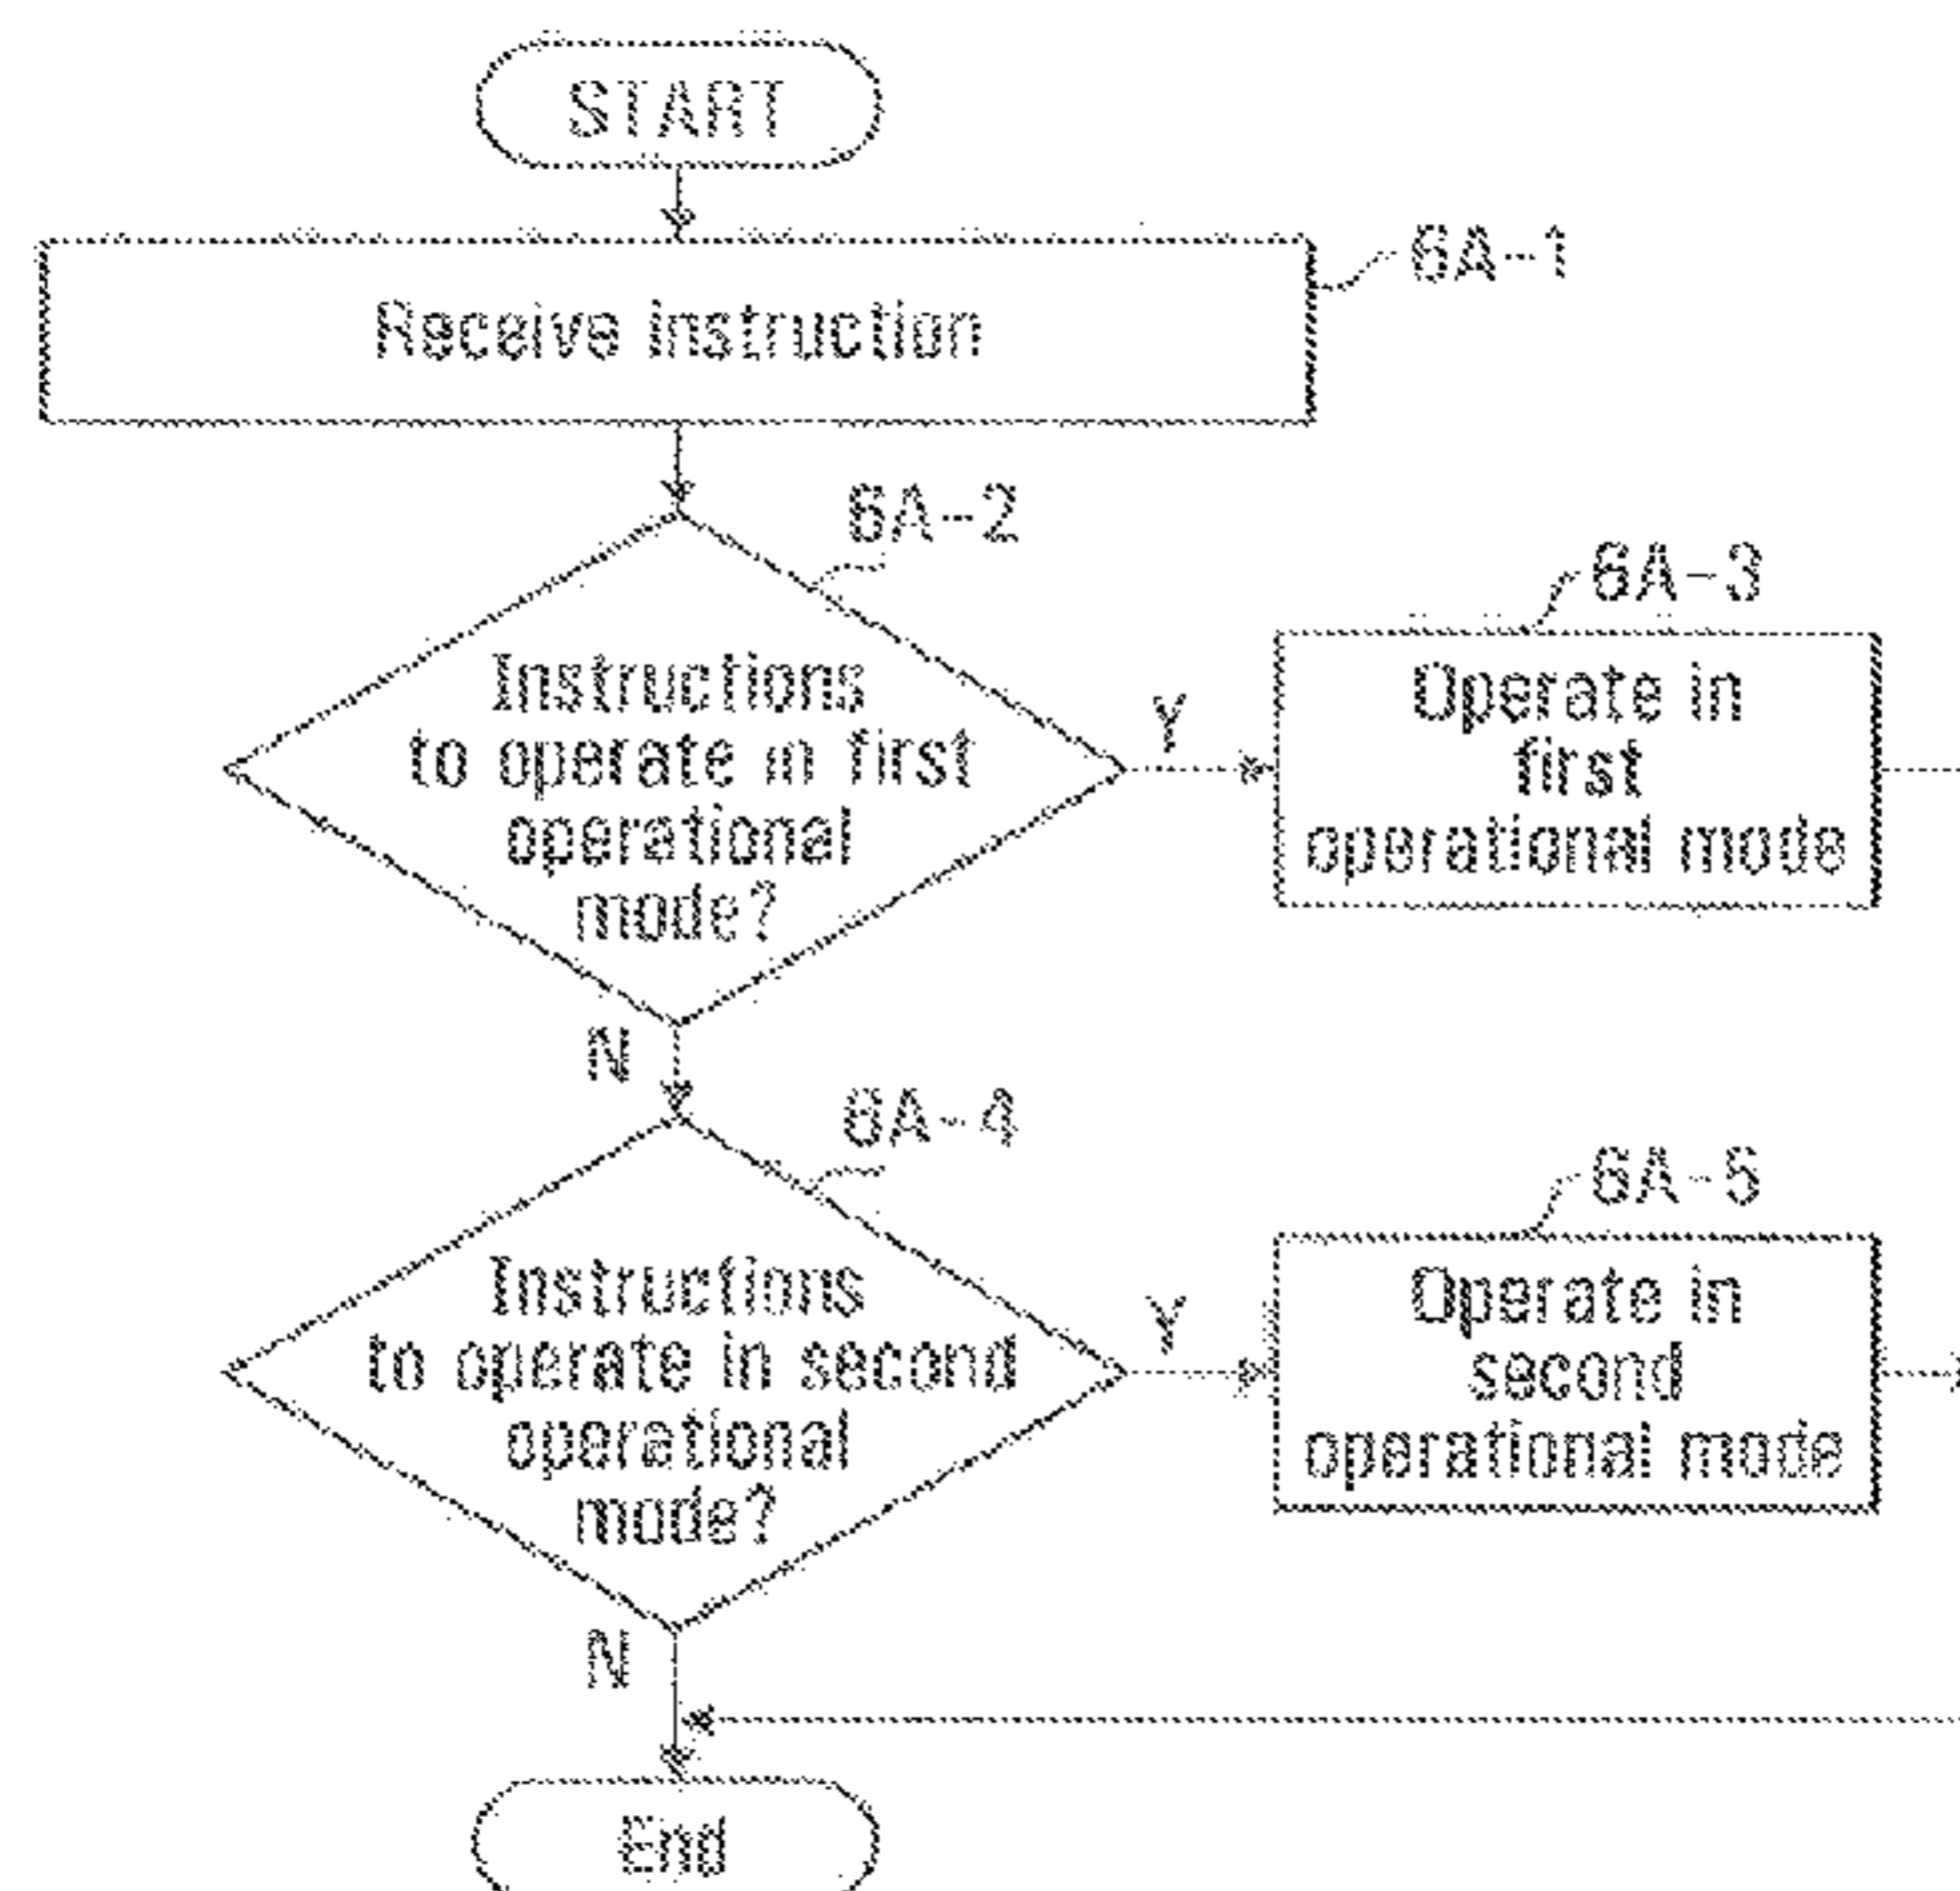 START
Receive instruction
6A-1
6A-2
Instructions
to operate in first
operational
mode?
Y
N
6A-3
Operate in
first
operational mode
6A-4
Instructions
to operate in second
operational
mode?
Y
N
6A-5
Operate in
second
operational mode
End